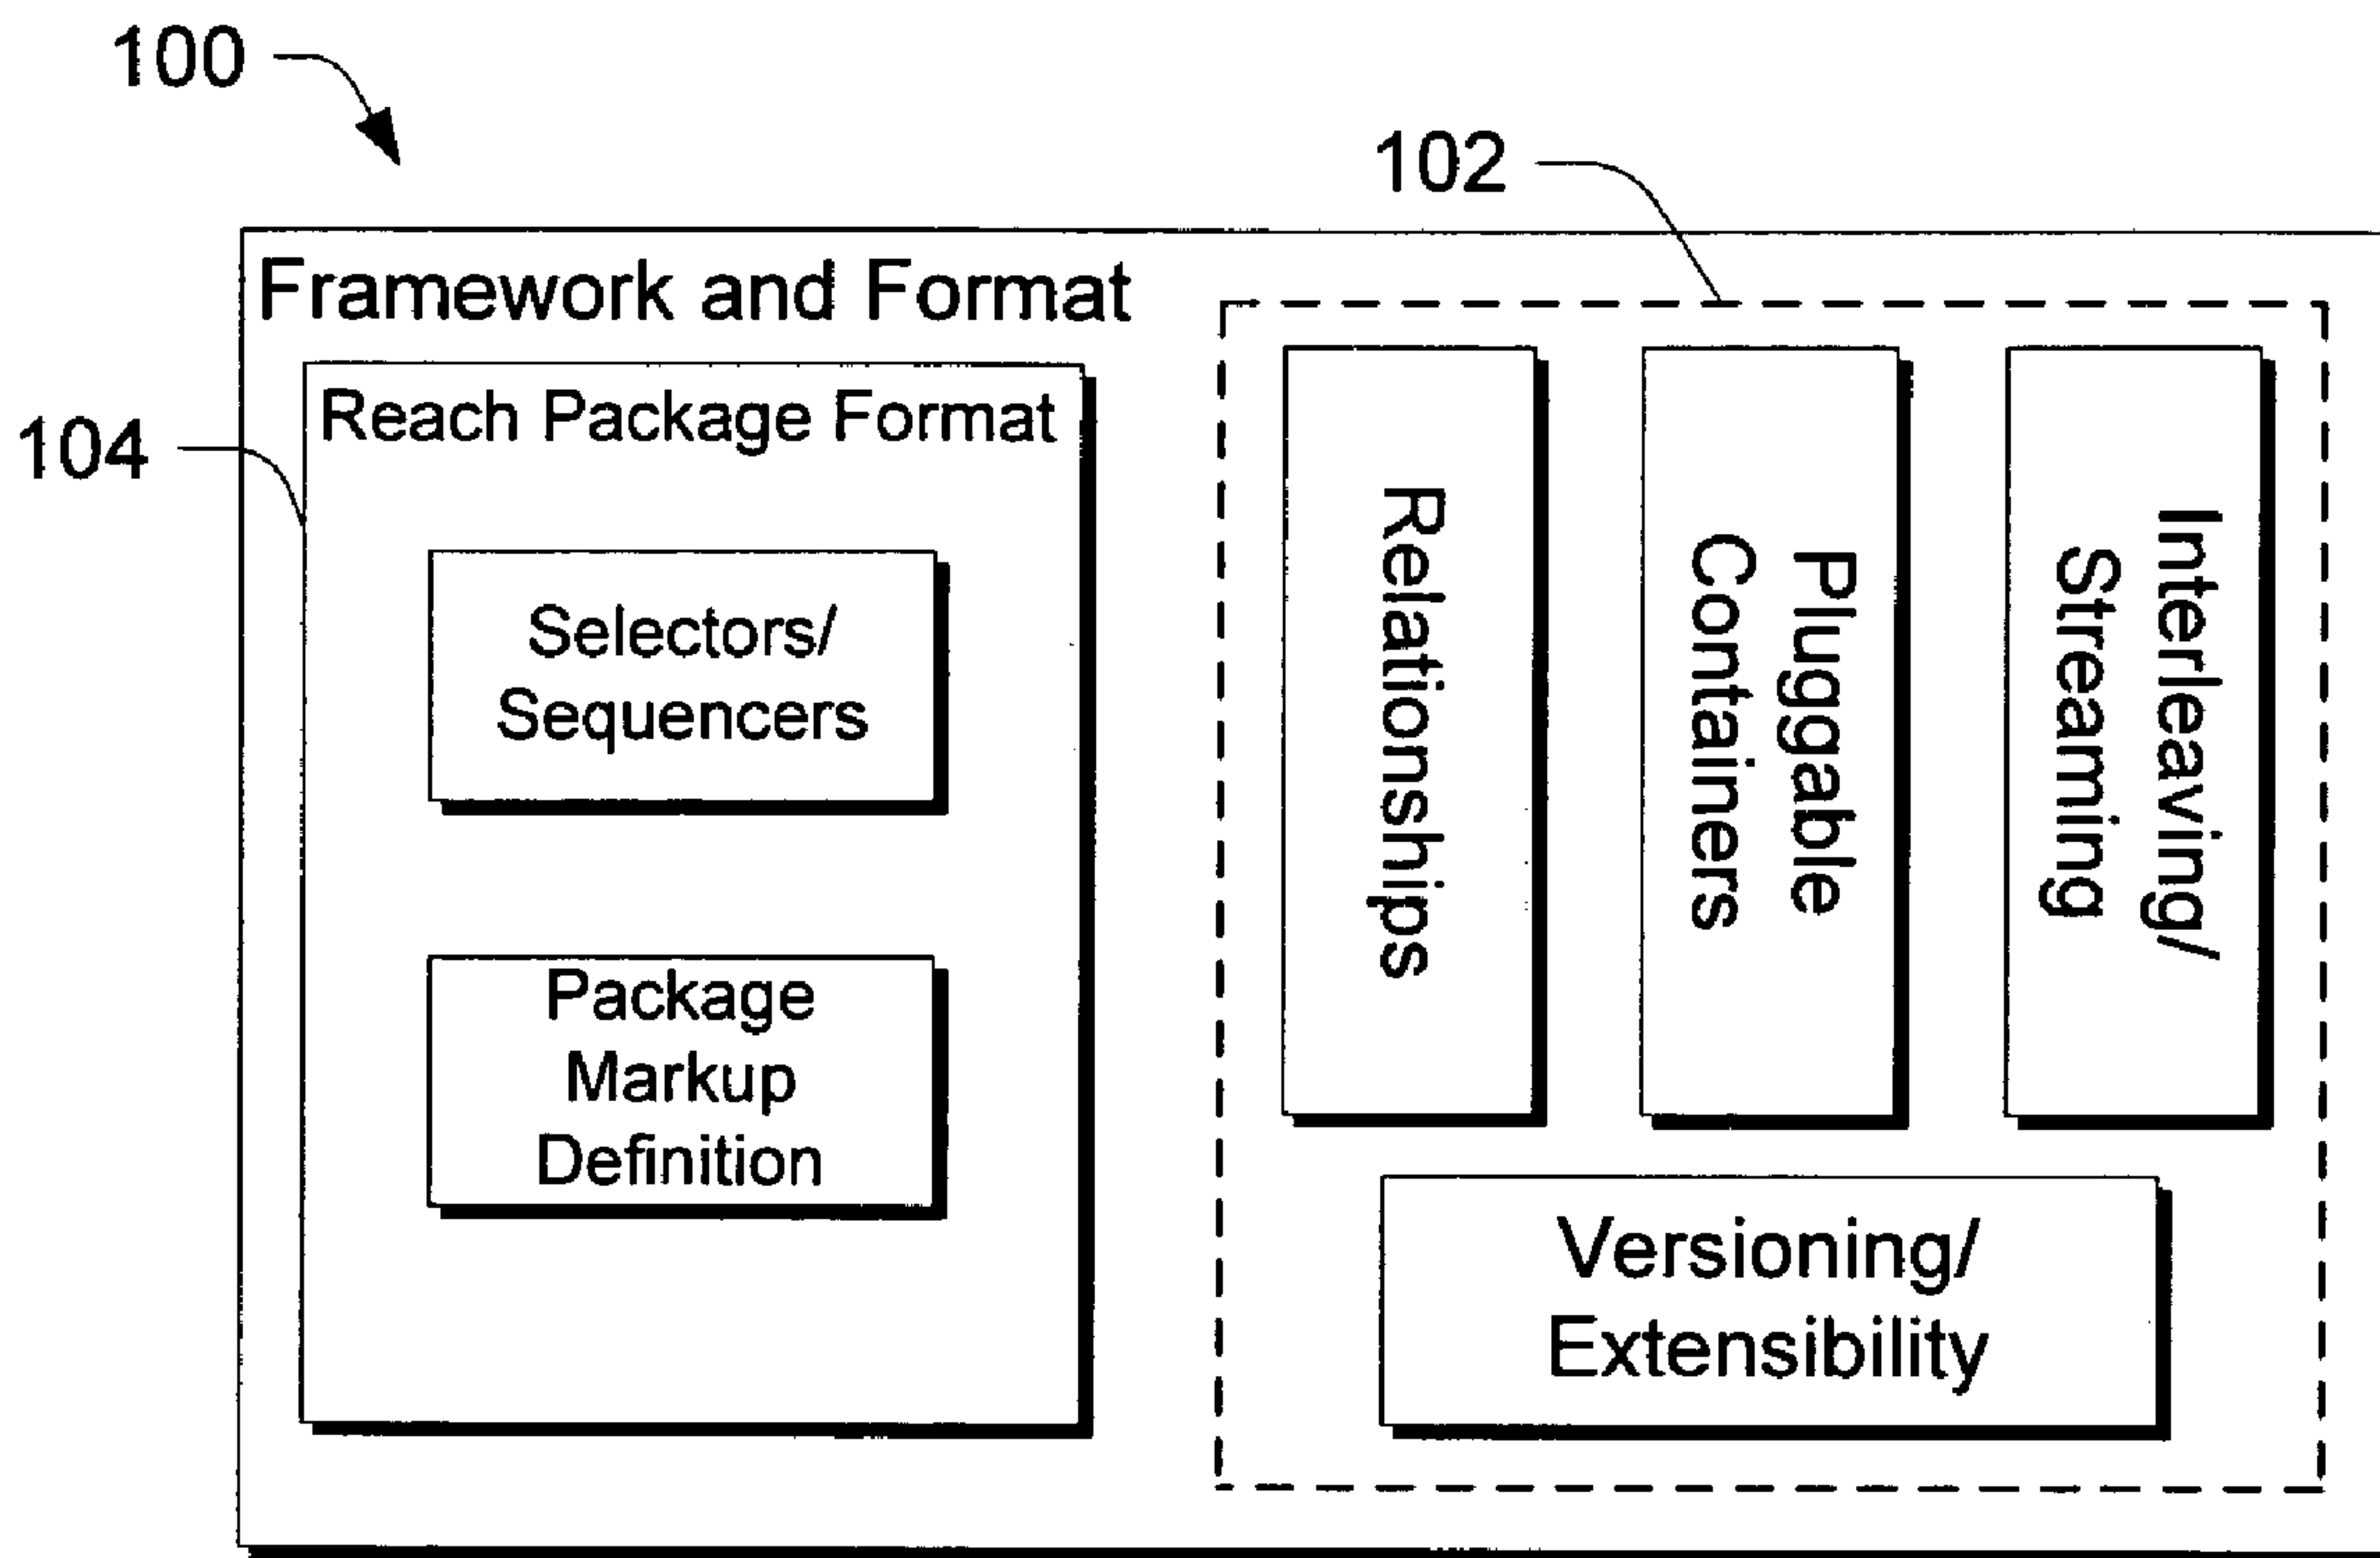 100
102
Framework and Format
104
Reach Package Format
Selectors/
Sequencers
Package
Markup
Definition
Relationships
Pluggable
Containers
Interleaving/
Streaming
Versioning/
Extensibility